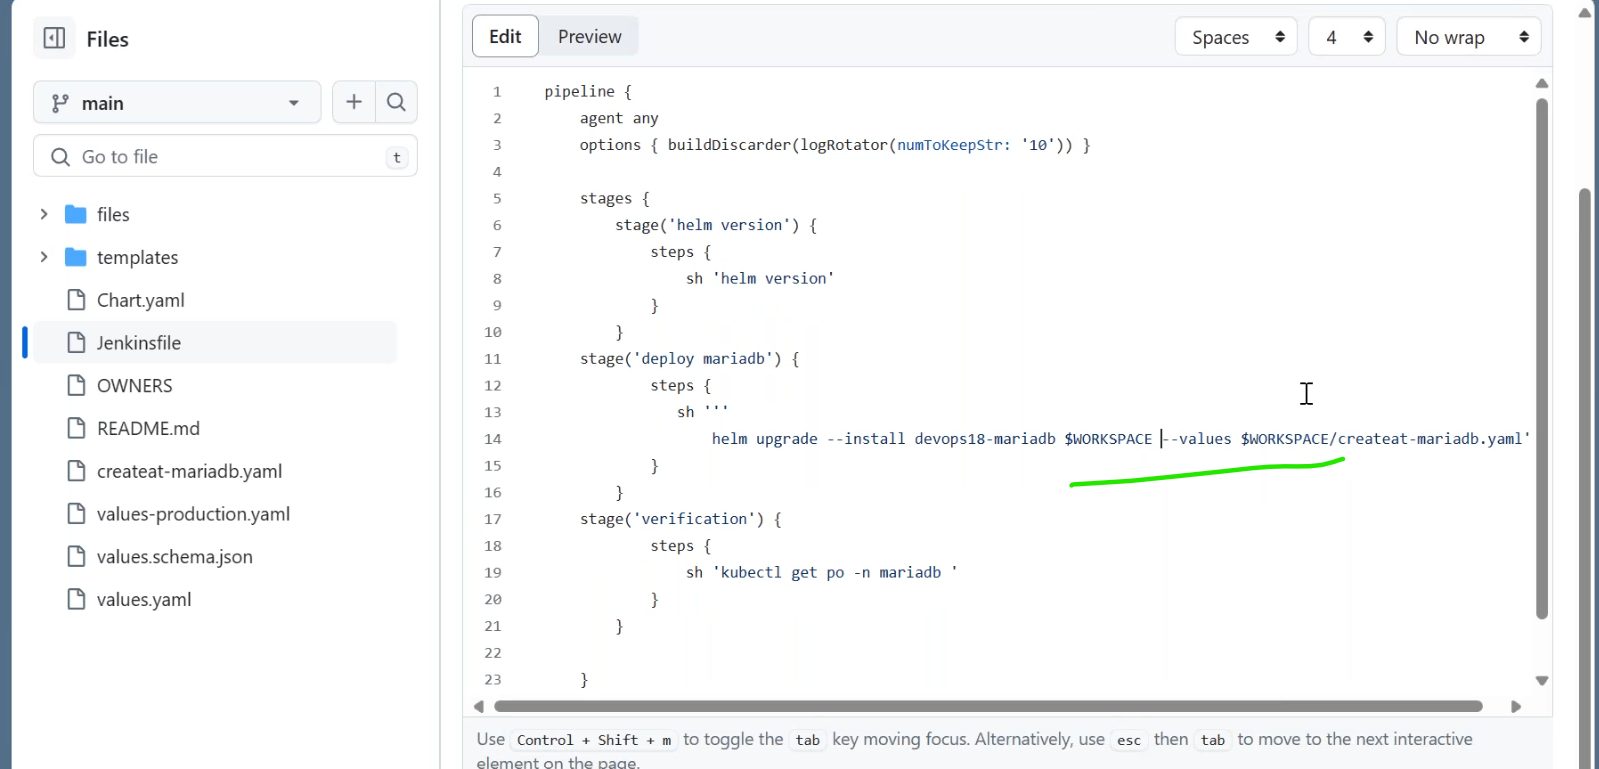 Files
main
Go to file
t
files
templates
Chart.yaml
Jenkinsfile
OWNERS
README.md
createat-mariadb.yaml
values-production.yaml
values.schema.json
values.yaml
Edit Preview Spaces 4 No wrap
1 pipeline {
2 agent any
3 options { buildDiscarder(logRotator(numToKeepStr: '10')) }
4
5 stages {
6 stage('helm version') {
7 steps {
8 sh 'helm version'
9 }
10 }
11 stage('deploy mariadb') {
12 steps {
13 sh '''
14 helm upgrade --install devops18-mariadb $WORKSPACE --values $WORKSPACE/createat-mariadb.yaml'
15 }
16 }
17 stage('verification') {
18 steps {
19 sh 'kubectl get po -n mariadb '
20 }
21 }
22
23 }
Use Control + Shift + m to toggle the tab key moving focus. Alternatively, use esc then tab to move to the next interactive
element on the page.